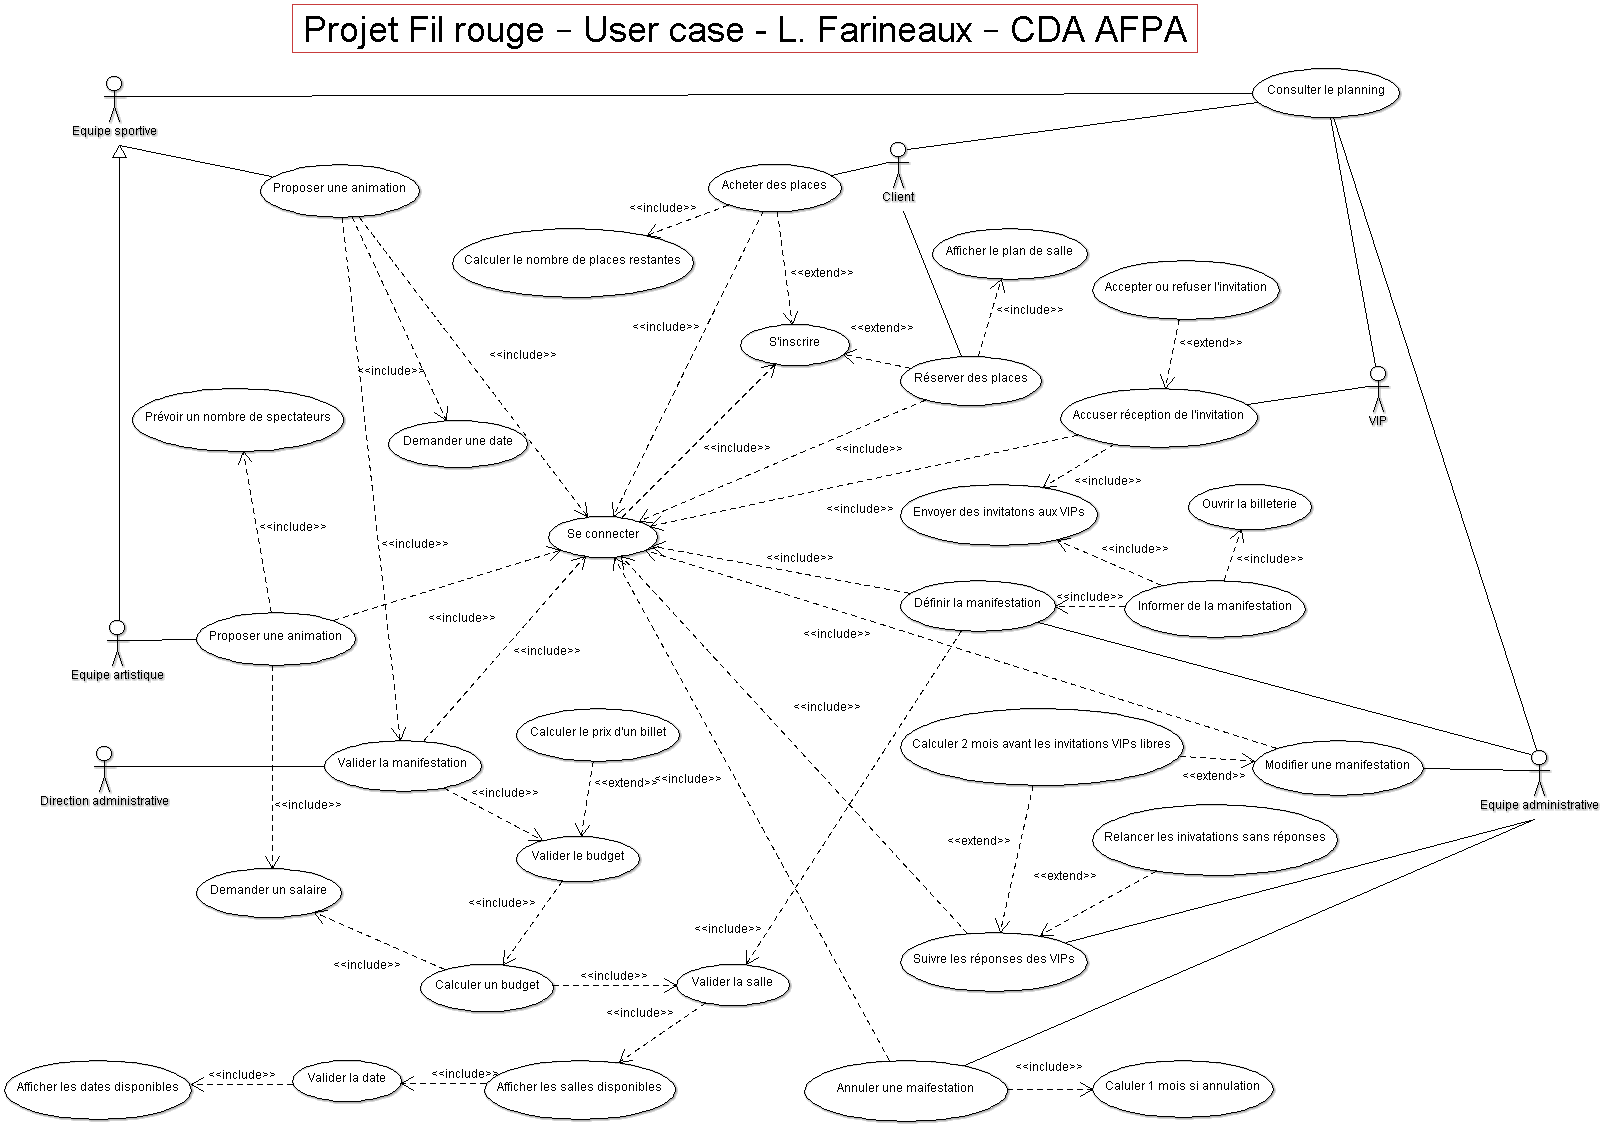 Projet Fil rouge – User case - L. Farineaux – CDA AFPA
Consulter le planning
Equipe sportive
Proposer une animation
Acheter des places
Client
<<include>>
Calculer le nombre de places restantes
Afficher le plan de salle
<<extend>>
Accepter ou refuser l'invitation
<<include>>
<<include>>
<<extend>>
S'inscrire
<<extend>>
<<include>>
<<include>>
Réserver des places
Prévoir un nombre de spectateurs
Accuser réception de l'invitation
VIP
Demander une date
<<include>>
<<include>>
<<include>>
Envoyer des invitatons aux VIPs
<<include>>
Ouvrir la billeterie
<<include>>
Se connecter
<<include>>
<<include>>
<<include>>
<<include>>
Définir la manifestation
<<include>>
Informer de la manifestation
<<include>>
Proposer une animation
<<include>>
<<include>>
Equipe artistique
<<include>>
Calculer le prix d'un billet
Calculer 2 mois avant les invitations VIPs libres
Valider la manifestation
Modifier une manifestation
<<extend>>
<<extend>>
<<include>>
Direction administrative
<<include>>
<<include>>
Equipe administrative
<<extend>>
Relancer les inivatations sans réponses
Valider le budget
<<extend>>
Demander un salaire
<<include>>
<<include>>
Suivre les réponses des VIPs
<<include>>
<<include>>
Calculer un budget
Valider la salle
<<include>>
<<include>>
<<include>>
<<include>>
Afficher les dates disponibles
Valider la date
Afficher les salles disponibles
Annuler une maifestation
Caluler 1 mois si annulation